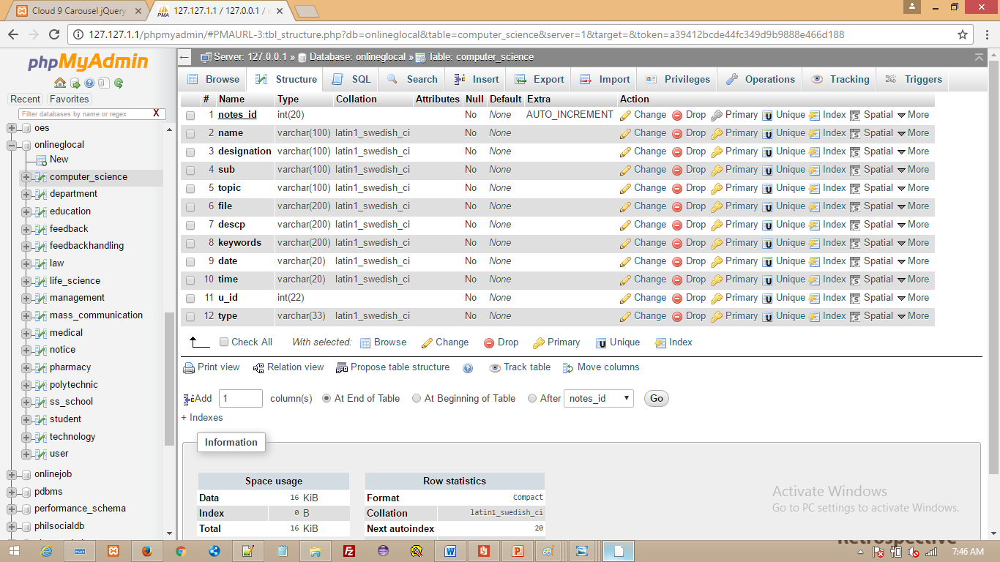 Cloud 9 Carousel jQuery
127.127.1.1 / 127.0.0.1 /
127.127.1.1/phpmyadmin/#PMAURL-3:tbl_structure.php?db=onlineglocal&table=computer_science&server=1&target=&token=a39412bcde44fc349d9b9888e466d188
phpMyAdmin
Recent Favorites
Filter databases by name or regex X
oes
onlineglocal
New
computer_science
department
education
feedback
feedbackhandling
law
life_science
management
mass_communication
medical
notice
pharmacy
polytechnic
ss_school
student
technology
user
onlinejob
pdbms
performance_schema
philsocialdb
Server: 127.0.0.1 » Database: onlineglocal » Table: computer_science
Browse Structure SQL Search Insert Export Import Privileges Operations Tracking Triggers
# Name Type Collation Attributes Null Default Extra Action
1 notes_id int(20) No None AUTO_INCREMENT Change Drop Primary Unique Index Spatial More
2 name varchar(100) latin1_swedish_ci No None Change Drop Primary Unique Index Spatial More
3 designation varchar(100) latin1_swedish_ci No None Change Drop Primary Unique Index Spatial More
4 sub varchar(100) latin1_swedish_ci No None Change Drop Primary Unique Index Spatial More
5 topic varchar(100) latin1_swedish_ci No None Change Drop Primary Unique Index Spatial More
6 file varchar(200) latin1_swedish_ci No None Change Drop Primary Unique Index Spatial More
7 descp varchar(200) latin1_swedish_ci No None Change Drop Primary Unique Index Spatial More
8 keywords varchar(200) latin1_swedish_ci No None Change Drop Primary Unique Index Spatial More
9 date varchar(20) latin1_swedish_ci No None Change Drop Primary Unique Index Spatial More
10 time varchar(20) latin1_swedish_ci No None Change Drop Primary Unique Index Spatial More
11 u_id int(22) No None Change Drop Primary Unique Index Spatial More
12 type varchar(33) latin1_swedish_ci No None Change Drop Primary Unique Index Spatial More
Check All With selected: Browse Change Drop Primary Unique Index
Print view Relation view Propose table structure Track table Move columns
Add 1 column(s) At End of Table At Beginning of Table After notes_id Go
+ Indexes
Information
Space usage
Data 16 KiB
Index 0 B
Total 16 KiB
Row statistics
Format Compact
Collation latin1_swedish_ci
Next autoindex 20
Activate Windows
Go to PC settings to activate Windows.
Retrospective
7:46 AM